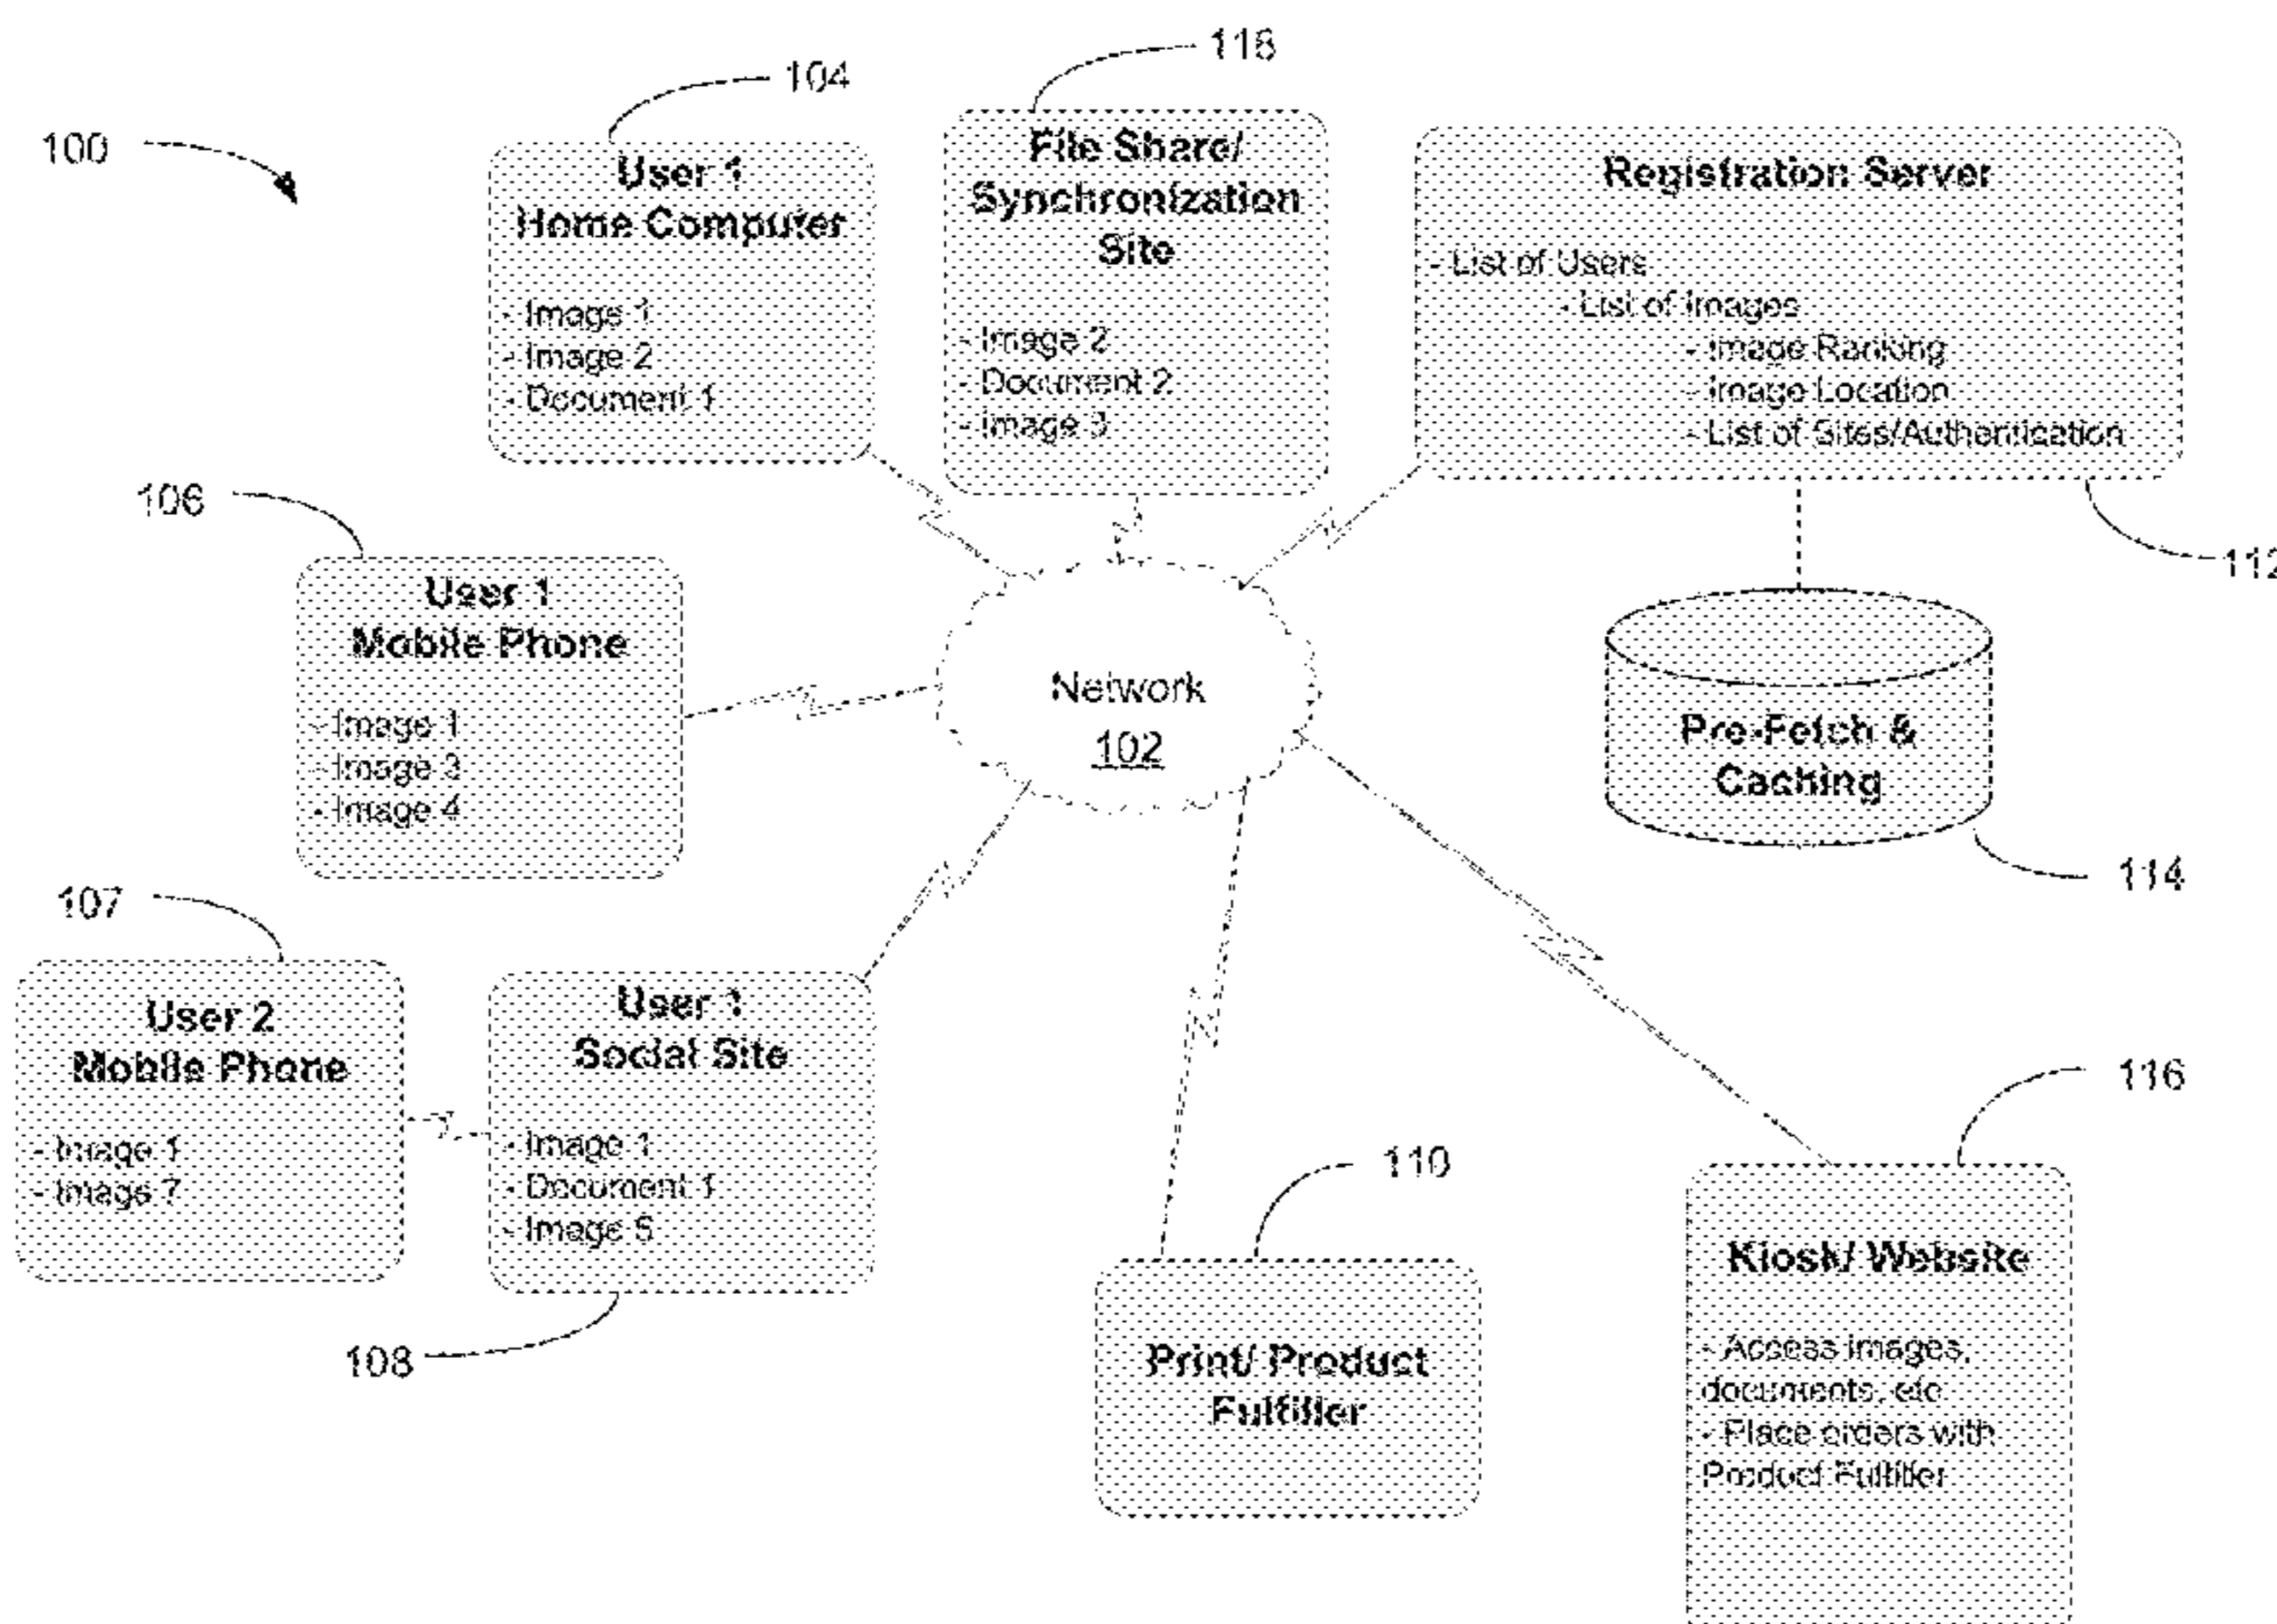 100
104
118
User 1
Home Computer
- Image 1
- Image 2
- Document 1
File Share/
Synchronization
Site
- Image 2
- Document 2
- Image 3
Registration Server
- List of Users
- List of Images
- Image Ranking
- Image Location
- List of Sites/Authentication
112
106
User 1
Mobile Phone
- Image 1
- Image 3
- Image 4
Network
102
Pre-Fetch &
Caching
114
107
User 2
Mobile Phone
- Image 1
- Image 7
User 1
Social Site
- Image 1
- Document 1
- Image
108
110
Print/ Product
Fulfiller
116
Kiosk/ Website
- Access images,
documents, etc
- Place orders with
Product Fulfiller